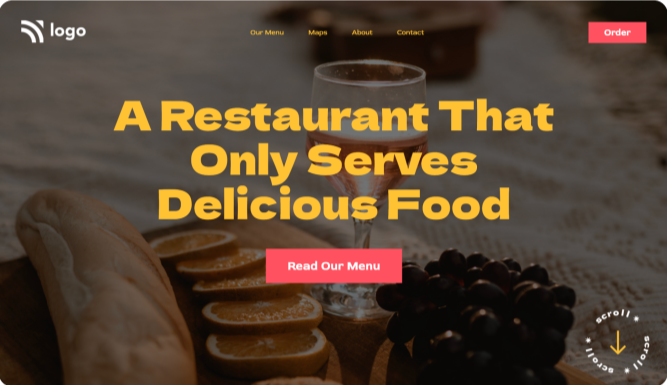 logo
Our Menu Maps About Contact
Order
A Restaurant That
Only Serves
Delicious Food
Read Our Menu
scroll * scroll * scroll *